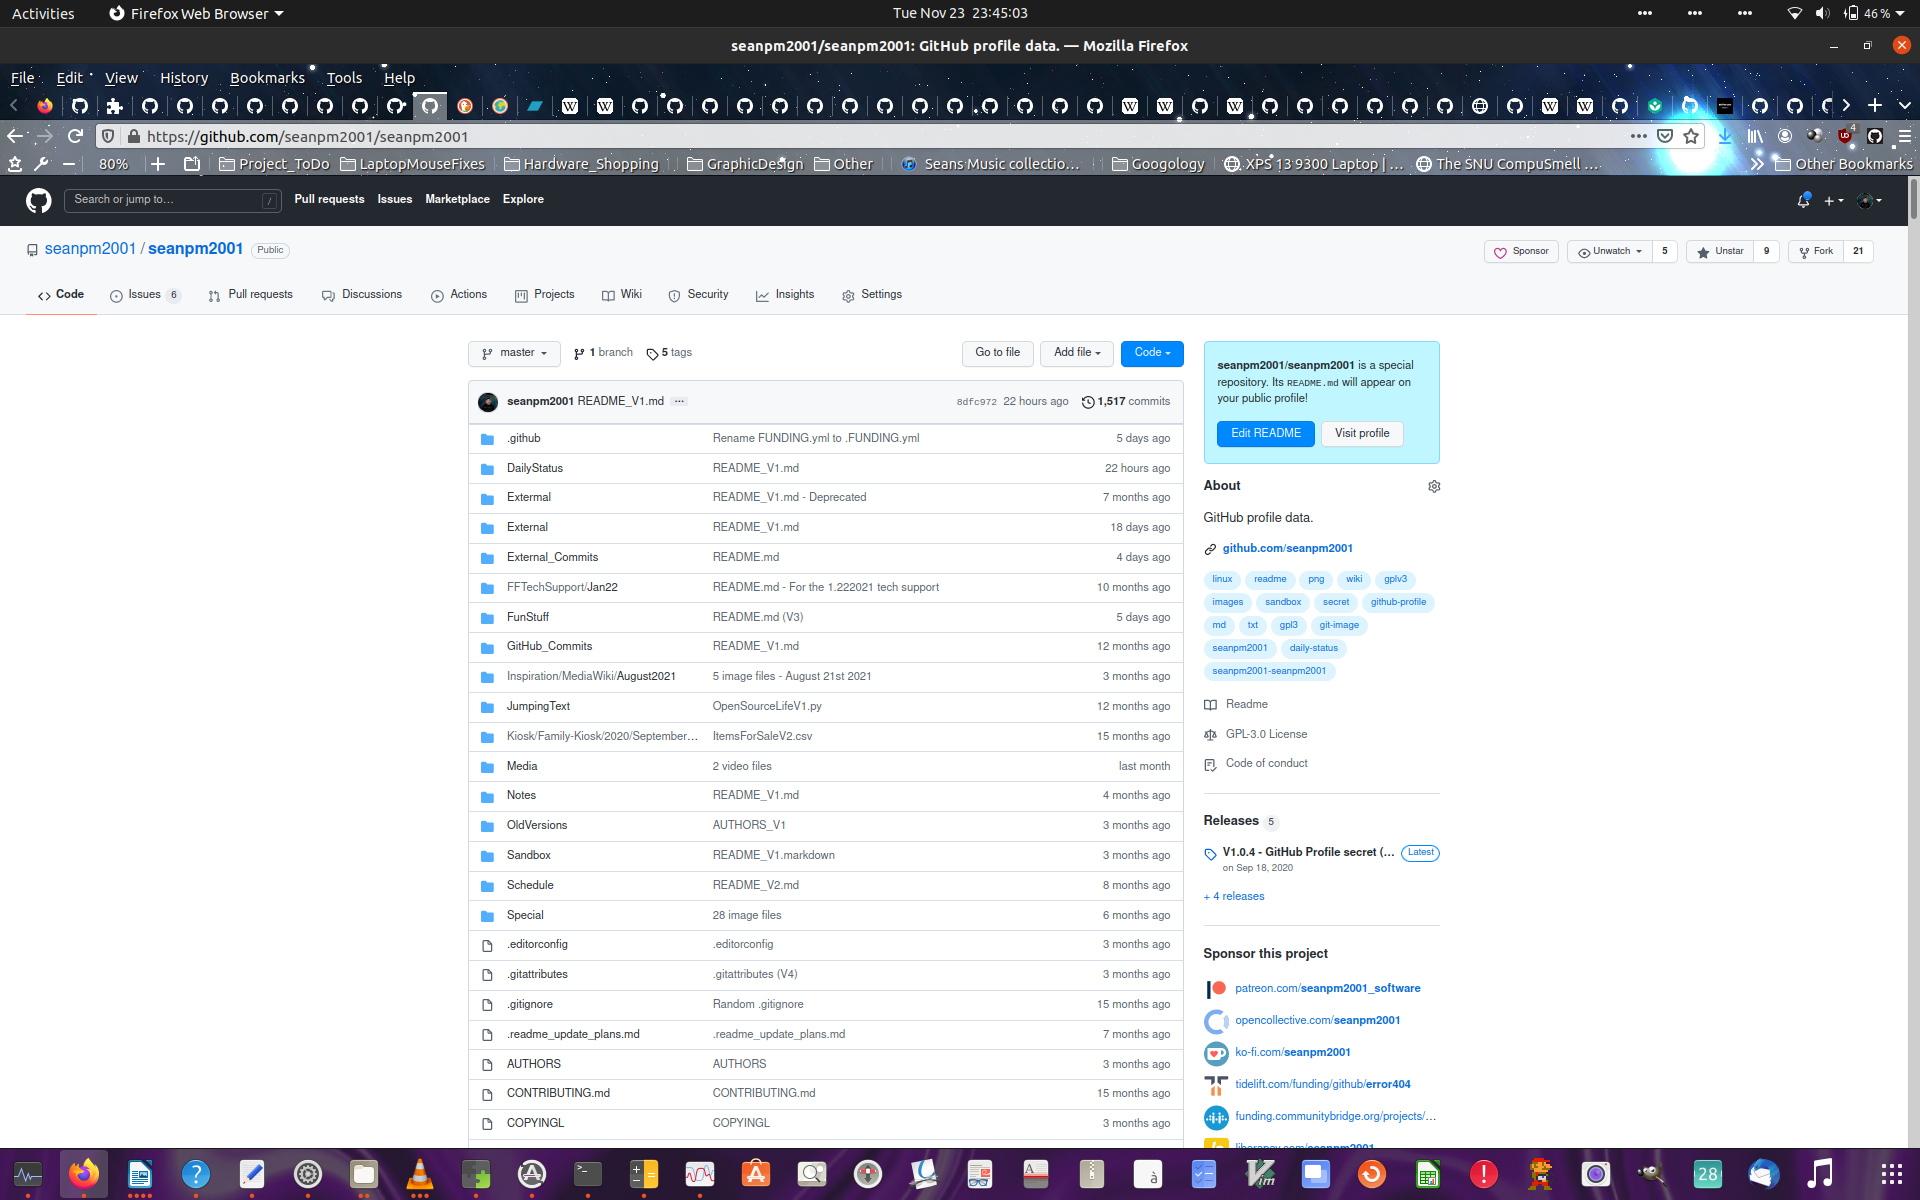 Activities Firefox Web Browser Tue Nov 23 23:45:03 46 %
seanpm2001/seanpm2001: GitHub profile data. — Mozilla Firefox
File Edit View History Bookmarks Tools Help
https://github.com/seanpm2001/seanpm2001 4
80% Project_ToDo LaptopMouseFixes Hardware_Shopping GraphicDesign Other Seans Music collectio… Googology XPS 13 9300 Laptop | … The SNU CompuSmell … Other Bookmarks
Search or jump to… / Pull requests Issues Marketplace Explore
seanpm2001 / seanpm2001 Public Sponsor Unwatch 5 Unstar 9 Fork 21
Code Issues 6 Pull requests Discussions Actions Projects Wiki Security Insights Settings
master 1 branch 5 tags Go to file Add file Code
seanpm2001 README_V1.md ··· 8dfc972 22 hours ago 1,517 commits
.github Rename FUNDING.yml to .FUNDING.yml 5 days ago
DailyStatus README_V1.md 22 hours ago
Extermal README_V1.md - Deprecated 7 months ago
External README_V1.md 18 days ago
External_Commits README.md 4 days ago
FFTechSupport/Jan22 README.md - For the 1.222021 tech support 10 months ago
FunStuff README.md (V3) 5 days ago
GitHub_Commits README_V1.md 12 months ago
Inspiration/MediaWiki/August2021 5 image files - August 21st 2021 3 months ago
JumpingText OpenSourceLifeV1.py 12 months ago
Kiosk/Family-Kiosk/2020/September… ItemsForSaleV2.csv 15 months ago
Media 2 video files last month
Notes README_V1.md 4 months ago
OldVersions AUTHORS_V1 3 months ago
Sandbox README_V1.markdown 3 months ago
Schedule README_V2.md 8 months ago
Special 28 image files 6 months ago
.editorconfig .editorconfig 3 months ago
.gitattributes .gitattributes (V4) 3 months ago
.gitignore Random .gitignore 15 months ago
.readme_update_plans.md .readme_update_plans.md 7 months ago
AUTHORS AUTHORS 3 months ago
CONTRIBUTING.md CONTRIBUTING.md 15 months ago
COPYINGL COPYINGL 3 months ago
seanpm2001/seanpm2001 is a special
repository. Its README.md will appear on
your public profile!
Edit README Visit profile
About
GitHub profile data.
github.com/seanpm2001
linux readme png wiki gplv3
images sandbox secret github-profile
md txt gpl3 git-image
seanpm2001 daily-status
seanpm2001-seanpm2001
Readme
GPL-3.0 License
Code of conduct
Releases 5
V1.0.4 - GitHub Profile secret (… Latest
on Sep 18, 2020
+ 4 releases
Sponsor this project
patreon.com/seanpm2001_software
opencollective.com/seanpm2001
ko-fi.com/seanpm2001
tidelift.com/funding/github/error404
funding.communitybridge.org/projects/…
liberapay.com/seanpm2001
28